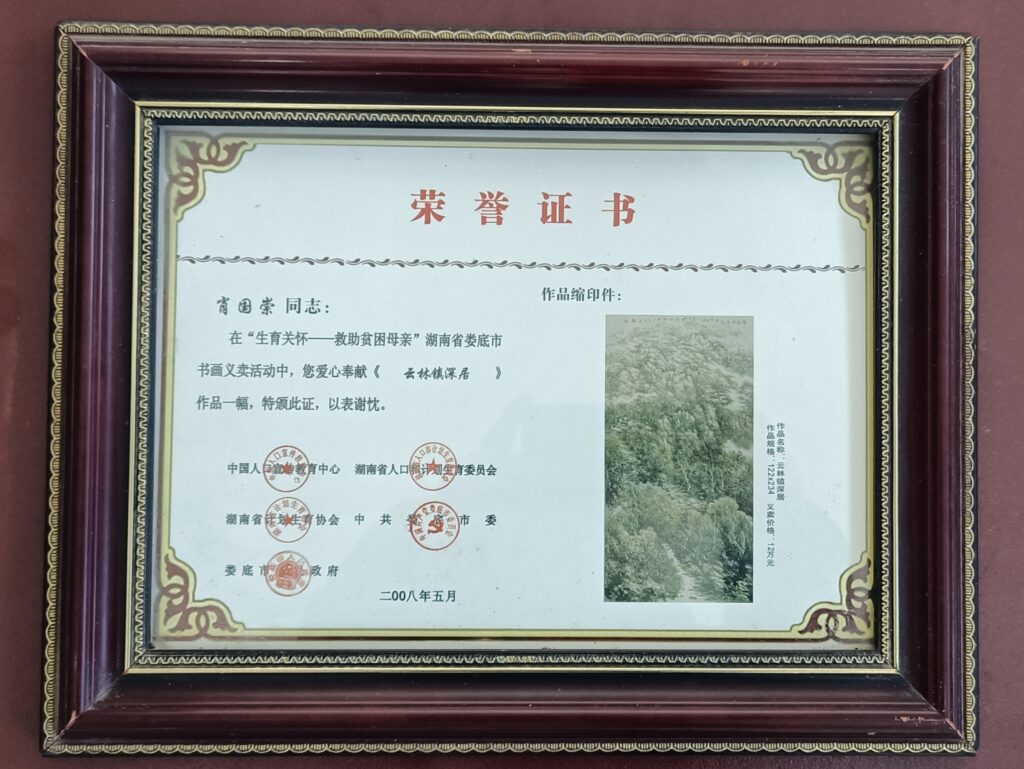 荣誉证书
肖国崇 同志：
在“生育关怀——救助贫困母亲”湖南省娄底市
书画义卖活动中，您爱心奉献《 云林镇深居 》
作品一幅，特颁此证，以表谢忱。
中国人口宣传教育中心 湖南省人口和计划生育委员会
湖南省计划生育协会 中共娄底市委
娄底市 政府
二00八年五月
作品缩印件：
作品名称：云林镇深居
作品规格：122x234 义卖价格：12万元